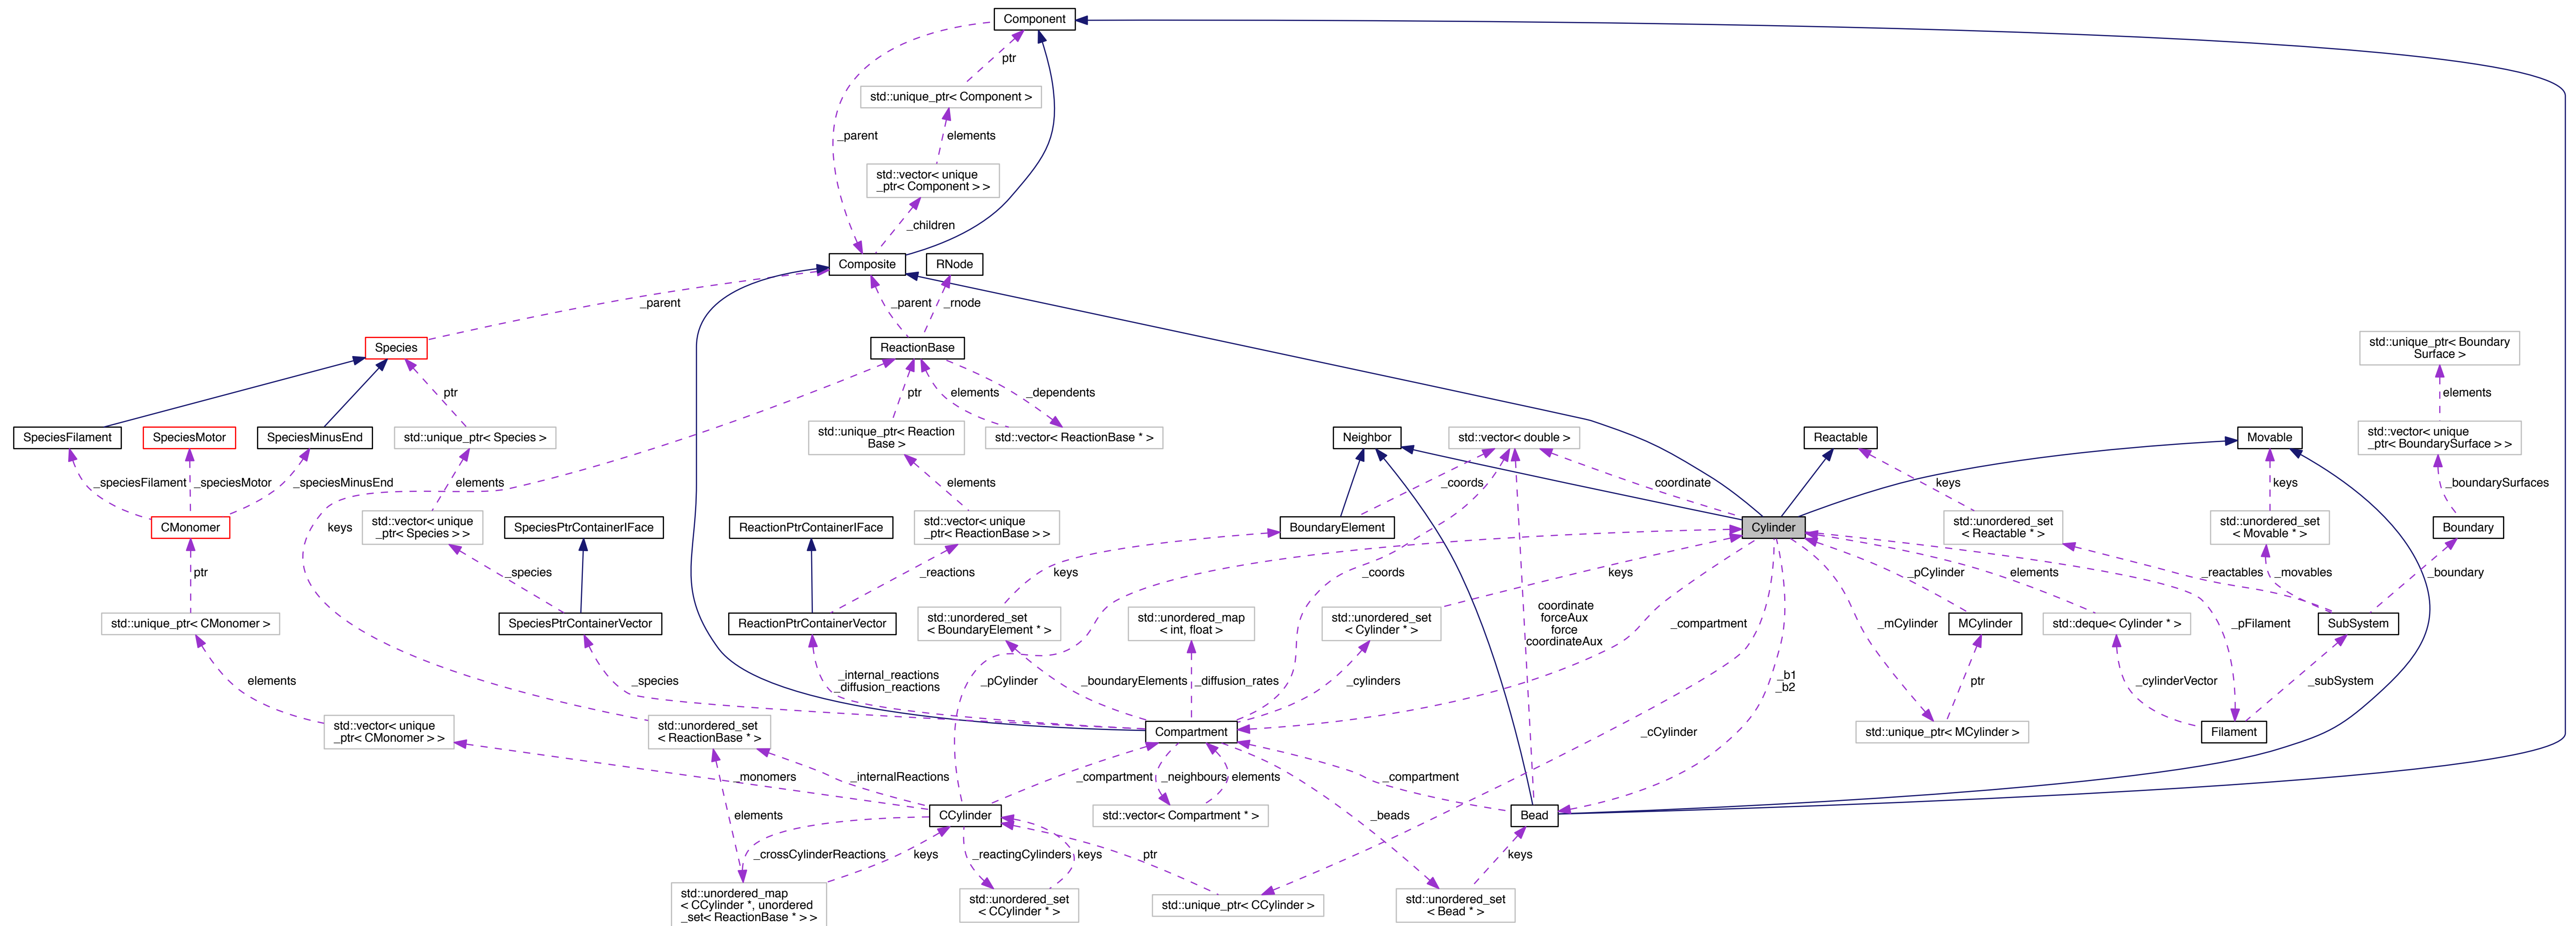 Component
ptr
std::unique_ptr< Component >
_parent
elements
std::vector< unique
_ptr< Component > >
_children
Composite
RNode
_parent
_parent
_rnode
Species
ReactionBase
std::unique_ptr< Boundary
Surface >
ptr
ptr
elements
_dependents
elements
SpeciesFilament
SpeciesMotor
SpeciesMinusEnd
std::unique_ptr< Species >
std::unique_ptr< Reaction
Base >
std::vector< ReactionBase * >
Neighbor
std::vector< double >
Reactable
Movable
std::vector< unique
_ptr< BoundarySurface > >
_speciesFilament
_speciesMotor
_speciesMinusEnd
elements
elements
_coords
coordinate
keys
keys
_boundarySurfaces
keys
CMonomer
std::vector< unique
_ptr< Species > >
SpeciesPtrContainerIFace
ReactionPtrContainerIFace
std::vector< unique
_ptr< ReactionBase > >
BoundaryElement
Cylinder
std::unordered_set
< Reactable * >
std::unordered_set
< Movable * >
Boundary
ptr
_species
_reactions
keys
_coords
keys
_pCylinder
elements
_reactables
_movables
_boundary
std::unique_ptr< CMonomer >
SpeciesPtrContainerVector
ReactionPtrContainerVector
std::unordered_set
< BoundaryElement * >
std::unordered_map
< int, float >
std::unordered_set
< Cylinder * >
coordinate
forceAux
force
coordinateAux
_compartment
_mCylinder
MCylinder
std::deque< Cylinder * >
_pFilament
SubSystem
elements
_species
_internal_reactions
_diffusion_reactions
_pCylinder
_boundaryElements
_diffusion_rates
_cylinders
_b1
_b2
ptr
_cylinderVector
_subSystem
std::vector< unique
_ptr< CMonomer > >
std::unordered_set
< ReactionBase * >
Compartment
_cCylinder
std::unique_ptr< MCylinder >
Filament
_monomers
_internalReactions
_compartment
_neighbours
elements
_compartment
elements
CCylinder
std::vector< Compartment * >
_beads
Bead
_crossCylinderReactions
keys
_reactingCylinders
keys
ptr
keys
std::unordered_map
< CCylinder *, unordered
_set< ReactionBase * > >
std::unordered_set
< CCylinder * >
std::unique_ptr< CCylinder >
std::unordered_set
< Bead * >